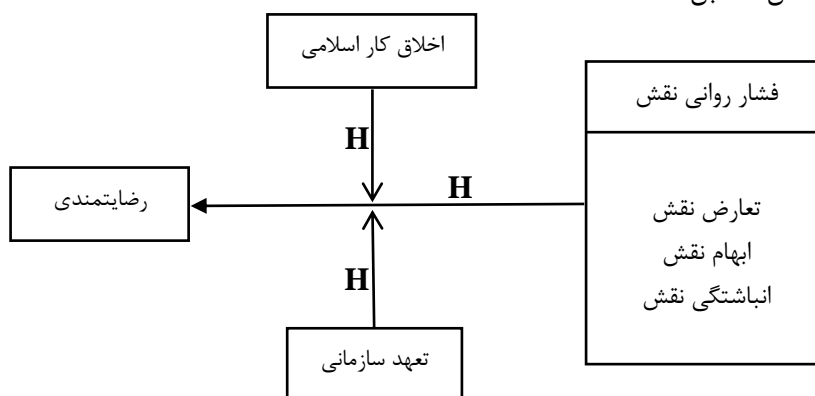 اخلاق کار اسلامی
فشار روانی نقش
H
رضایتمندی
H
تعارض نقش
ابهام نقش
انباشتگی نقش
H
تعهد سازمانی